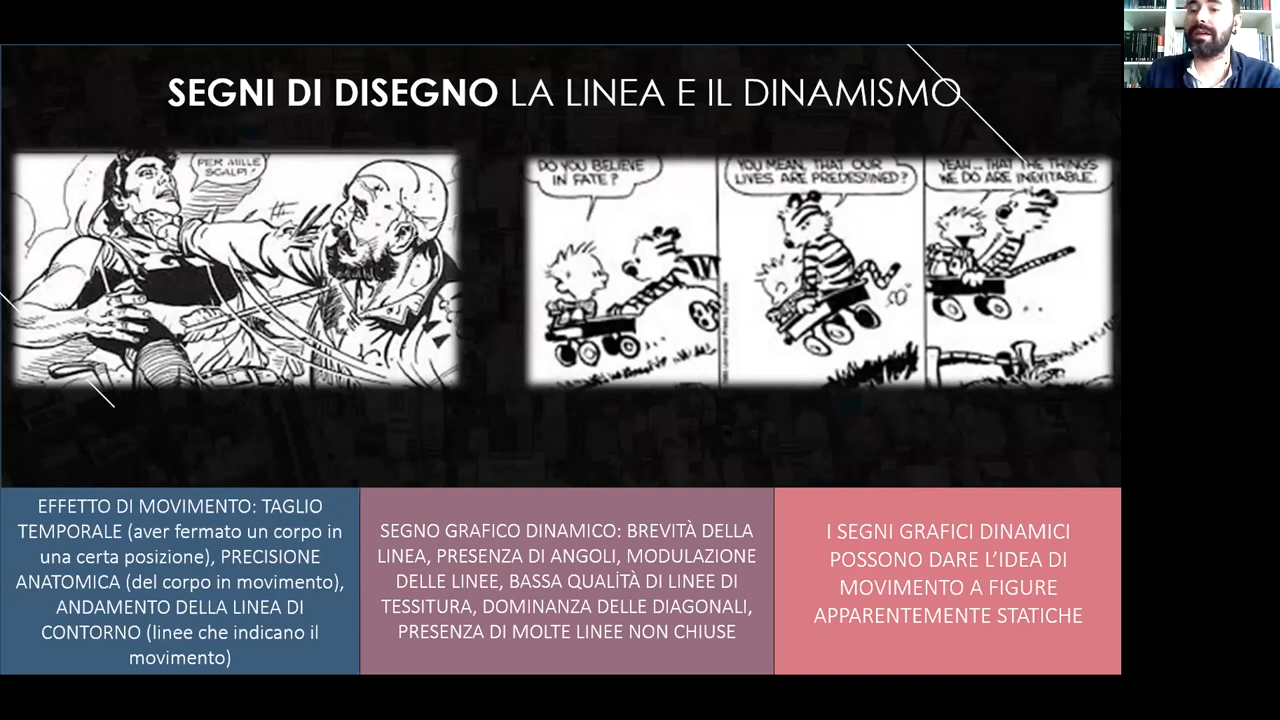 SEGNI DI DISEGNO LA LINEA E IL DINAMISMO
PER MILLE
SCALPI!
DO YOU BELIEVE
IN FATE?
YOU MEAN, THAT OUR
LIVES ARE PREDESTINED?
YEAH... THAT THE THINGS
WE DO ARE INEVITABLE.
EFFETTO DI MOVIMENTO: TAGLIO
TEMPORALE (aver fermato un corpo in
una certa posizione), PRECISIONE
ANATOMICA (del corpo in movimento),
ANDAMENTO DELLA LINEA DI
CONTORNO (linee che indicano il
movimento)
SEGNO GRAFICO DINAMICO: BREVITÀ DELLA
LINEA, PRESENZA DI ANGOLI, MODULAZIONE
DELLE LINEE, BASSA QUALİTÀ DI LINEE DI
TESSITURA, DOMINANZA DELLE DIAGONALI,
PRESENZA DI MOLTE LINEE NON CHIUSE
I SEGNI GRAFICI DINAMICI
POSSONO DARE L'IDEA DI
MOVIMENTO A FIGURE
APPARENTEMENTE STATICHE